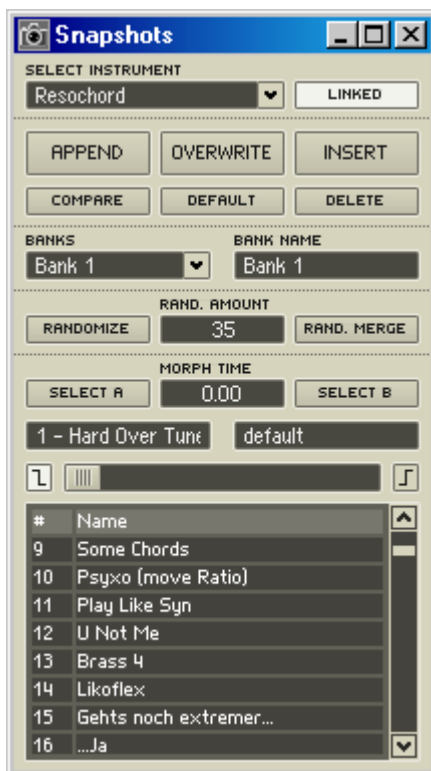 Snapshots
SELECT INSTRUMENT
Resochord LINKED
APPEND OVERWRITE INSERT
COMPARE DEFAULT DELETE
BANKS BANK NAME
Bank 1 Bank 1
RAND. AMOUNT
RANDOMIZE 35 RAND. MERGE
MORPH TIME
SELECT A 0.00 SELECT B
1 - Hard Over Tune default
# Name
9 Some Chords
10 Psyxo (move Ratio)
11 Play Like Syn
12 U Not Me
13 Brass 4
14 Likoflex
15 Gehts noch extremer...
16 ...Ja